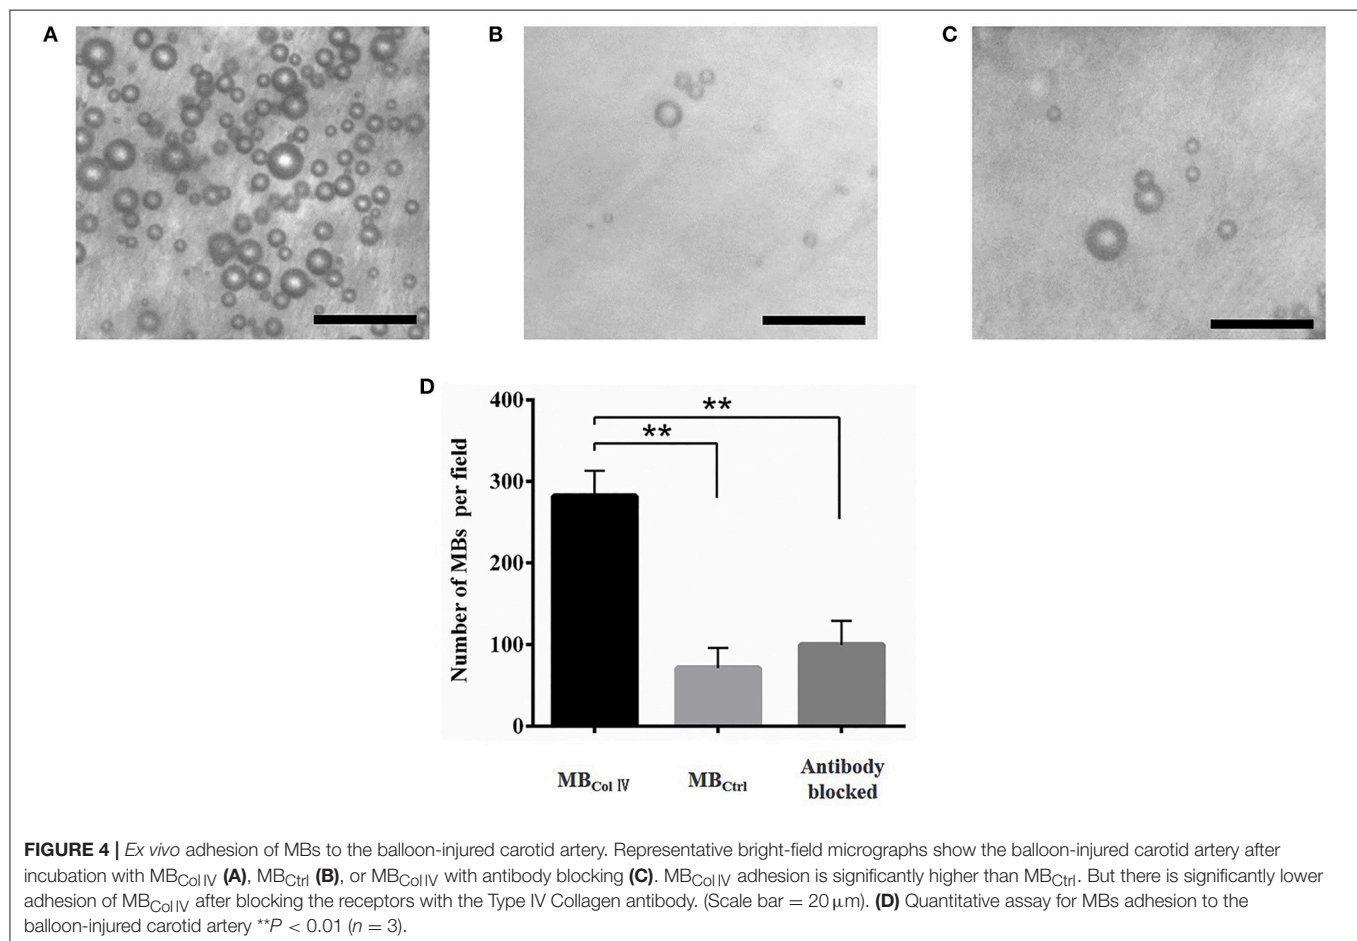 A
B
C
D
400
300
200
100
0
Number of MBs per field
**
**
MBCol IV
MBCtrl
Antibody
blocked
FIGURE 4 | Ex vivo adhesion of MBs to the balloon-injured carotid artery. Representative bright-field micrographs show the balloon-injured carotid artery after
incubation with MBCol IV (A), MBCtrl (B), or MBCol IV with antibody blocking (C). MBCol IV adhesion is significantly higher than MBCtrl. But there is significantly lower
adhesion of MBCol IV after blocking the receptors with the Type IV Collagen antibody. (Scale bar = 20 μm). (D) Quantitative assay for MBs adhesion to the
balloon-injured carotid artery **P < 0.01 (n = 3).